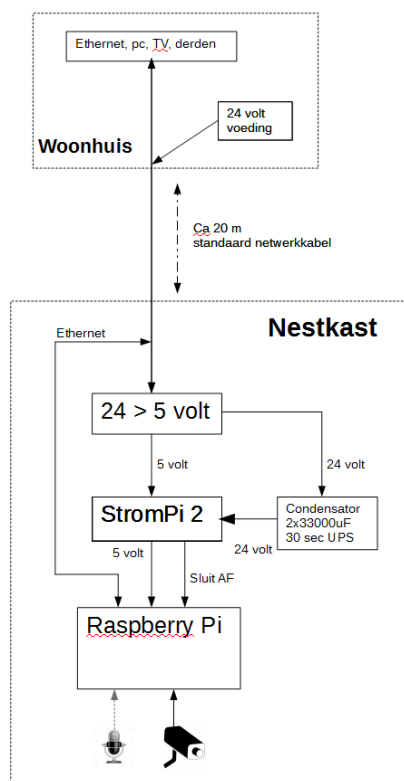 Ethernet, pc, TV, derden
24 volt
voeding
Woonhuis
Ca 20 m
standaard netwerkkabel
Nestkast
Ethernet
24 > 5 volt
5 volt
24 volt
StromPi 2
Condensator
2x33000uF
30 sec UPS
5 volt
24 volt
Sluit AF
Raspberry Pi